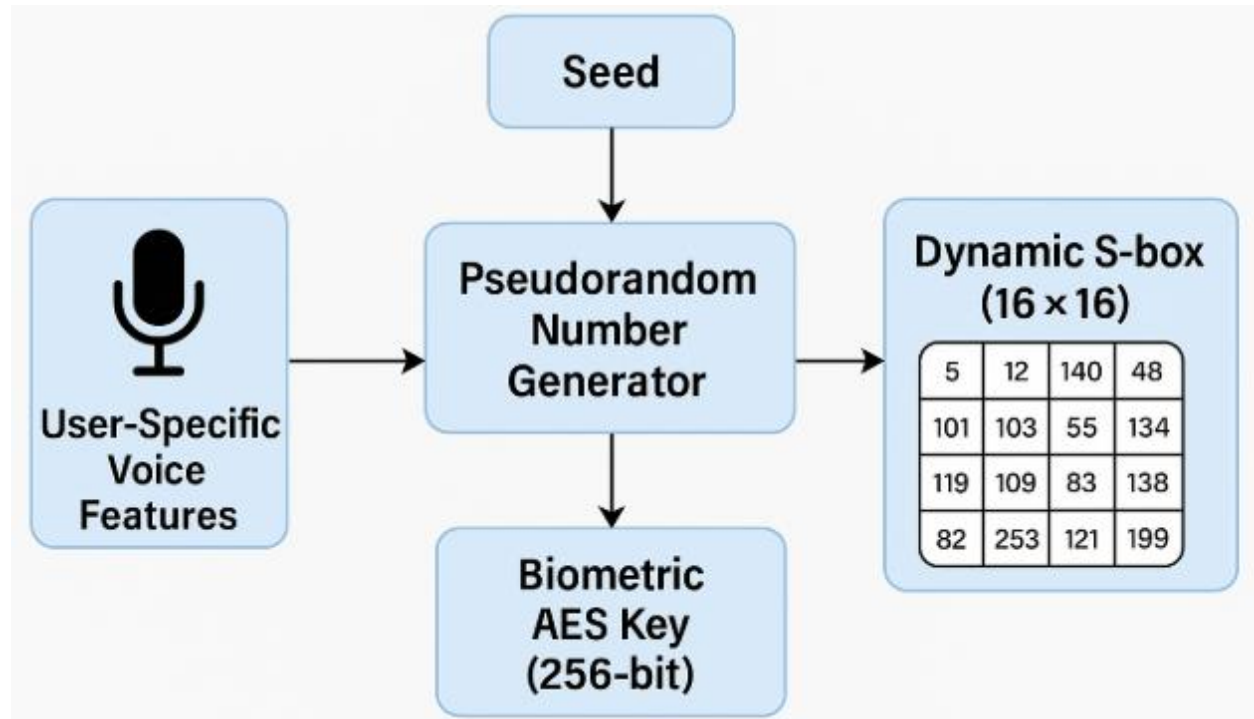 Seed
User-Specific
Voice
Features
Pseudorandom
Number
Generator
Dynamic S-box
(16 × 16)
5 12 140 48
101 103 55 134
119 109 83 138
82 253 121 199
Biometric
AES Key
(256-bit)